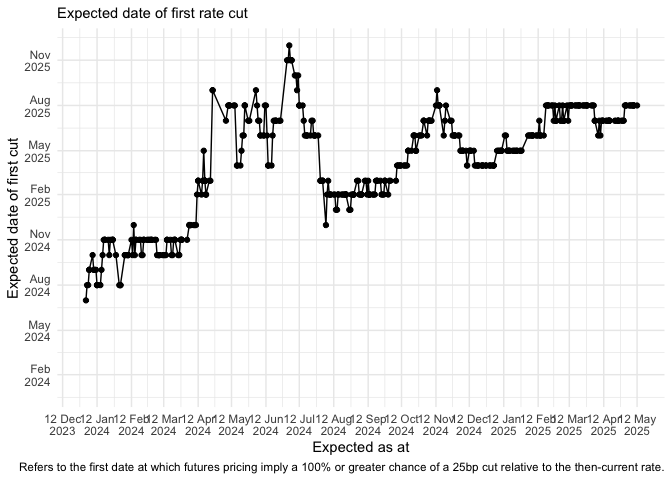 Expected date of first rate cut
Expected date of first cut
Nov
2025
Aug
2025
May
2025
Feb
2025
Nov
2024
Aug
2024
May
2024
Feb
2024
12 Dec 12 Jan 12 Feb 12 Mar 12 Apr 12 May 12 Jun 12 Jul 12 Aug 12 Sep 12 Oct 12 Nov 12 Dec 12 Jan 12 Feb 12 Mar 12 Apr 12 May
2023 2024 2024 2024 2024 2024 2024 2024 2024 2024 2024 2024 2024 2025 2025 2025 2025 2025
Expected as at
Refers to the first date at which futures pricing imply a 100% or greater chance of a 25bp cut relative to the then-current rate.